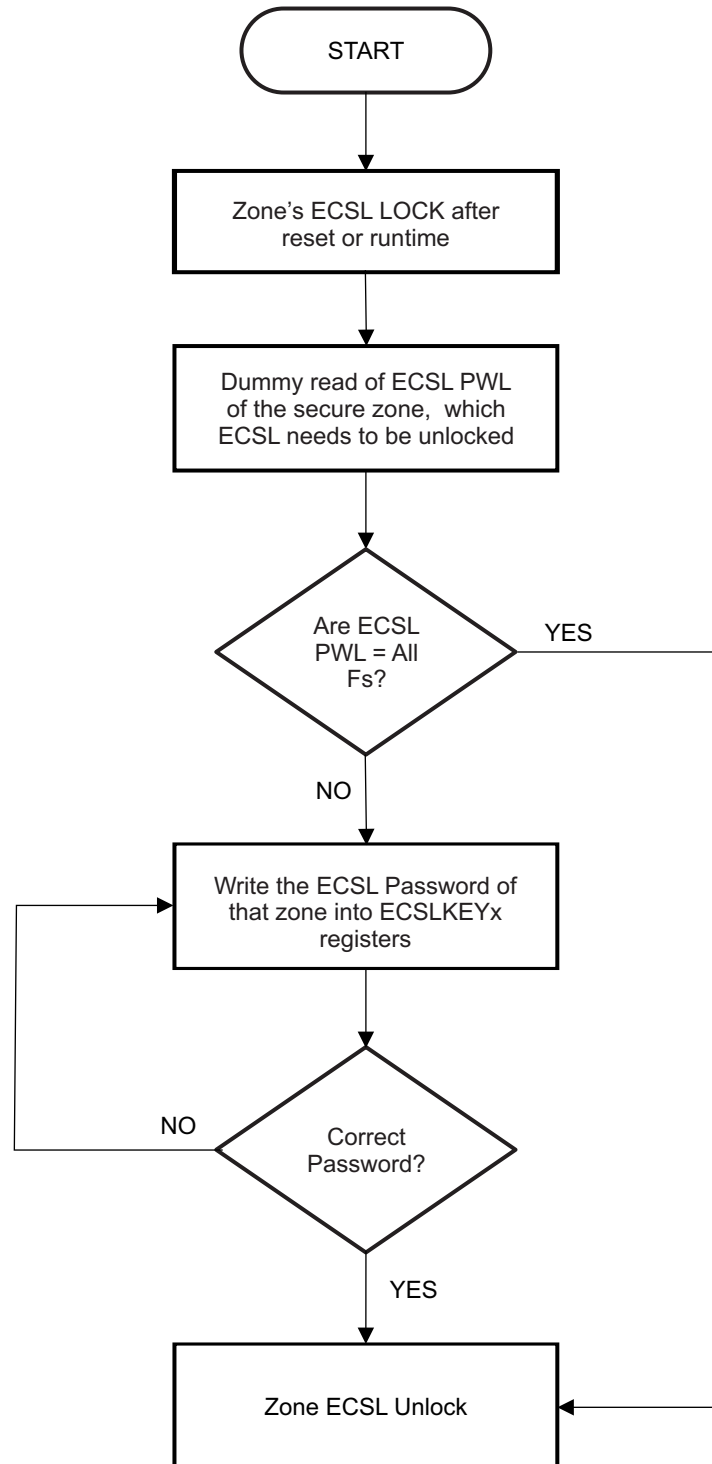 START
Zone's ECSL LOCK after
reset or runtime
Dummy read of ECSL PWL
of the secure zone, which
ECSL needs to be unlocked
Are ECSL
PWL = All
Fs?
YES
NO
Write the ECSL Password of
that zone into ECSLKEYx
registers
NO
Correct
Password?
YES
Zone ECSL Unlock